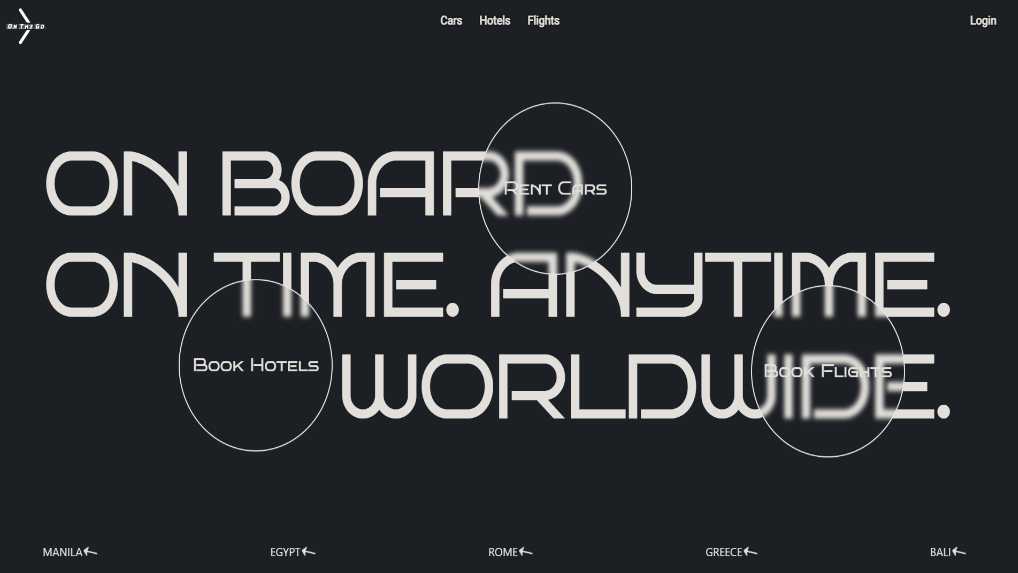 On The Go
Cars Hotels Flights
Login
ON BOARD
Rent Cars
ON TIME. ANYTIME.
Book Hotels
WORLDWIDE.
Book Flights
MANILA EGYPT ROME GREECE BALI